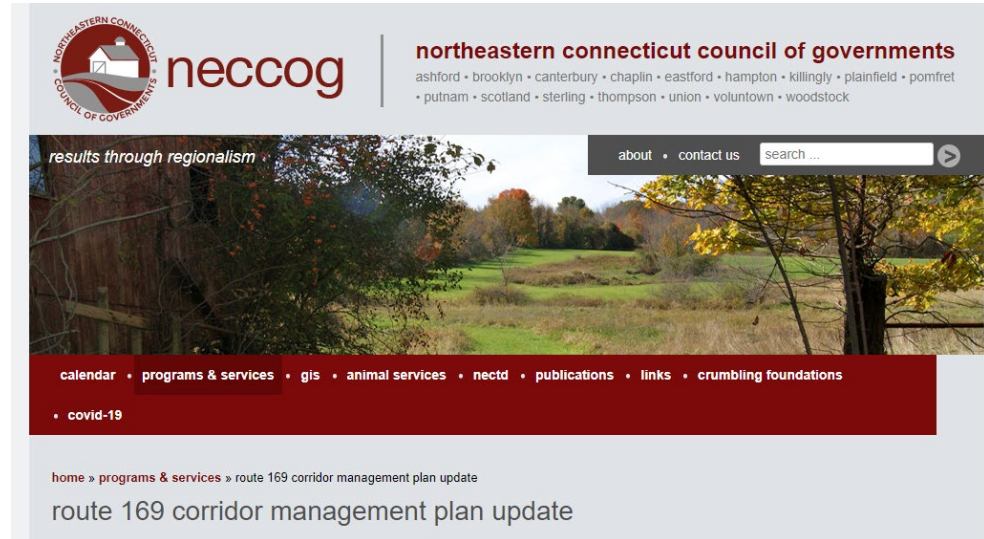 NORTHEASTERN CONNECTICUT
COUNCIL OF GOVERNMENTS
neccog
northeastern connecticut council of governments
ashford • brooklyn • canterbury • chaplin • eastford • hampton • killingly • plainfield • pomfret
• putnam • scotland • sterling • thompson • union • voluntown • woodstock
results through regionalism
about • contact us search ...
calendar • programs & services • gis • animal services • nectd • publications • links • crumbling foundations
• covid-19
home » programs & services » route 169 corridor management plan update
route 169 corridor management plan update